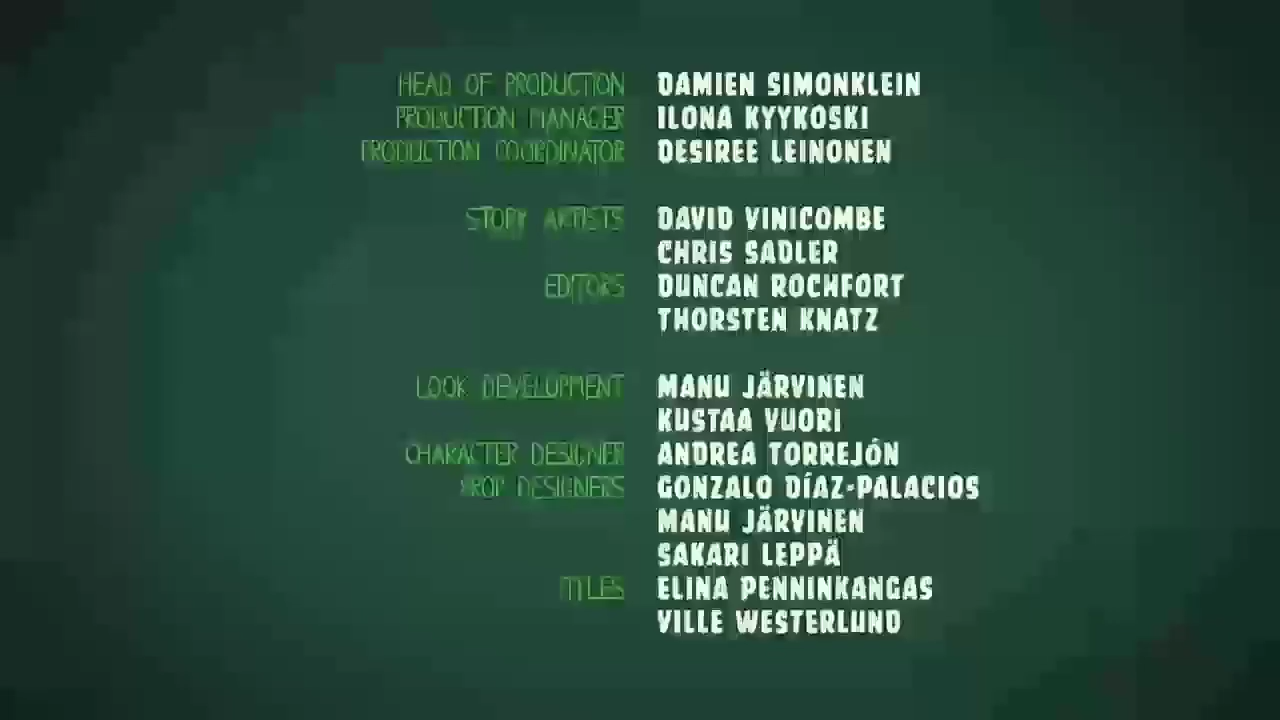 HEAD OF PRODUCTION DAMIEN SIMONKLEIN
PRODUCTION MANAGER ILONA KYYKOSKI
PRODUCTION COORDINATOR DESIREE LEINONEN
STORY ARTISTS DAVID VINICOMBE
CHRIS SADLER
EDITORS DUNCAN ROCHFORT
THORSTEN KNATZ
LOOK DEVELOPMENT MANU JÄRVINEN
KUSTAA VUORI
CHARACTER DESIGNER ANDREA TORREJÓN
PROP DESIGNERS GONZALO DÍAZ-PALACIOS
MANU JÄRVINEN
SAKARI LEPPÄ
TITLES ELINA PENNINKANGAS
VILLE WESTERLUND